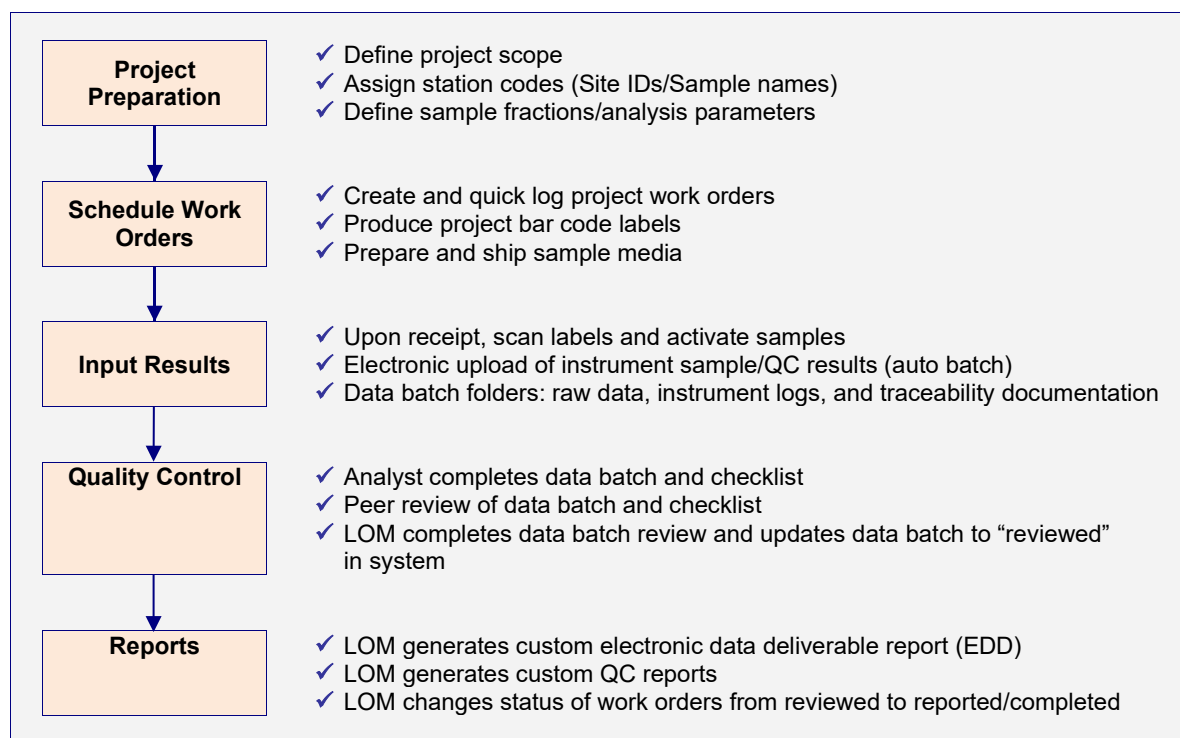 Project
Preparation
✓ Define project scope
✓ Assign station codes (Site IDs/Sample names)
✓ Define sample fractions/analysis parameters
Schedule Work
Orders
✓ Create and quick log project work orders
✓ Produce project bar code labels
✓ Prepare and ship sample media
Input Results
✓ Upon receipt, scan labels and activate samples
✓ Electronic upload of instrument sample/QC results (auto batch)
✓ Data batch folders: raw data, instrument logs, and traceability documentation
Quality Control
✓ Analyst completes data batch and checklist
✓ Peer review of data batch and checklist
✓ LOM completes data batch review and updates data batch to “reviewed”
in system
Reports
✓ LOM generates custom electronic data deliverable report (EDD)
✓ LOM generates custom QC reports
✓ LOM changes status of work orders from reviewed to reported/completed